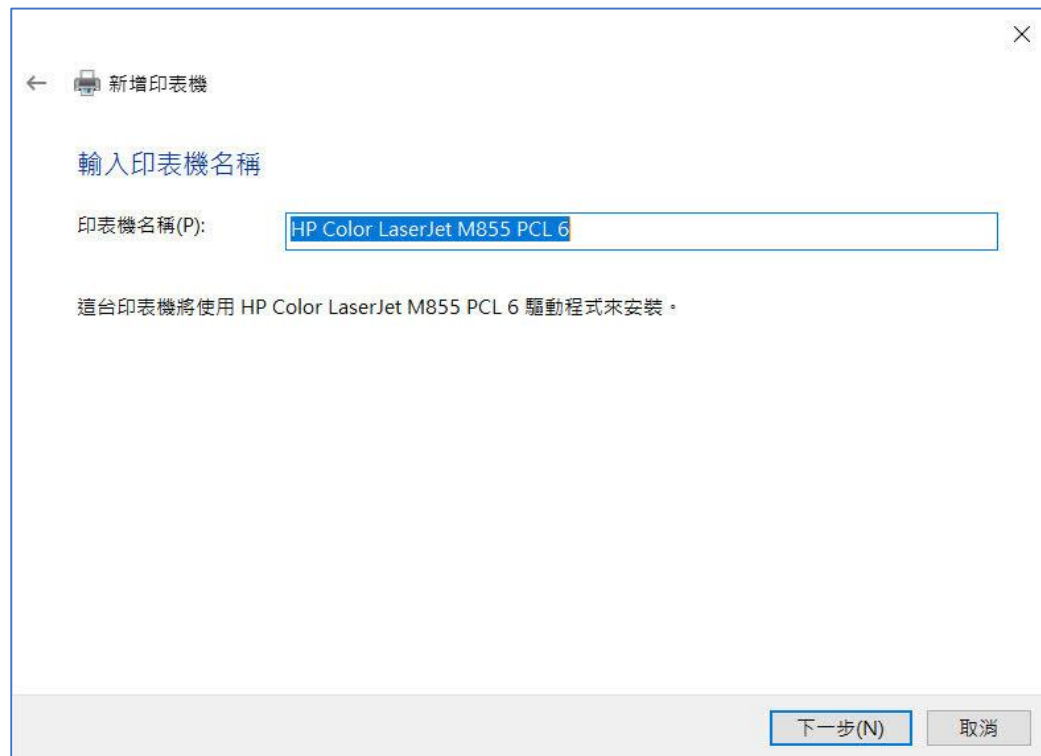 新增印表機
輸入印表機名稱
印表機名稱(P):
HP Color LaserJet M855 PCL 6
這台印表機將使用 HP Color LaserJet M855 PCL 6 驅動程式來安裝。
下一步(N)
取消